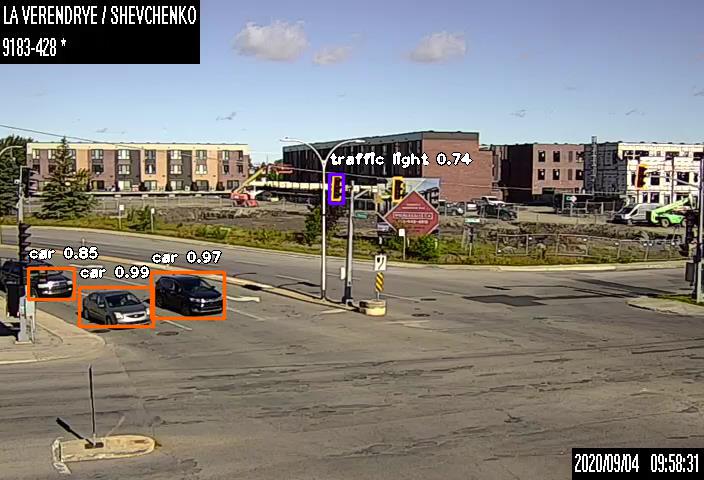 LA VERENDRYE / SHEVCHENKO
9183-428 *
traffic light 0.74
car 0.85
car 0.97
car 0.99
2020/09/04 09:58:31